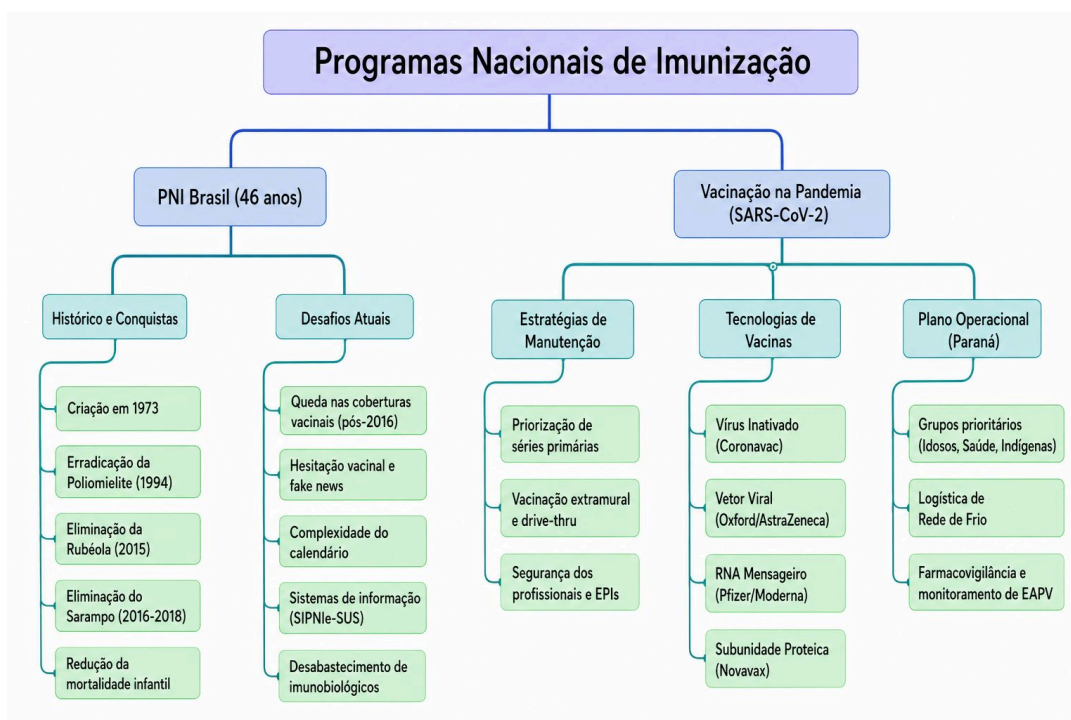 Programas Nacionais de Imunização
PNI Brasil (46 anos)
Histórico e Conquistas
Criação em 1973
Erradicação da
Poliomielite (1994)
Eliminação da
Rubéola (2015)
Eliminação do
Sarampo (2016-2018)
Redução da
mortalidade infantil
Desafios Atuais
Queda nas coberturas
vacinais (pós-2016)
Hesitação vacinal e
fake news
Complexidade do
calendário
Sistemas de informação
(SIPNIe-SUS)
Desabastecimento de
imunobiológicos
Vacinação na Pandemia
(SARS-CoV-2)
Estratégias de
Manutenção
Priorização de
séries primárias
Vacinação extramural
e drive-thru
Segurança dos
profissionais e EPIs
Tecnologias de
Vacinas
Vírus Inativado
(Coronavac)
Vetor Viral
(Oxford/AstraZeneca)
RNA Mensageiro
(Pfizer/Moderna)
Subunidade Proteica
(Novavax)
Plano Operacional
(Paraná)
Grupos prioritários
(Idosos, Saúde, Indígenas)
Logística de
Rede de Frio
Farmacovigilância e
monitoramento de EAPV